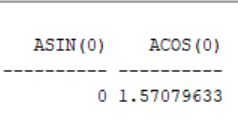 ASIN(0) ACOS(0)
---------- ----------
0 1.57079633